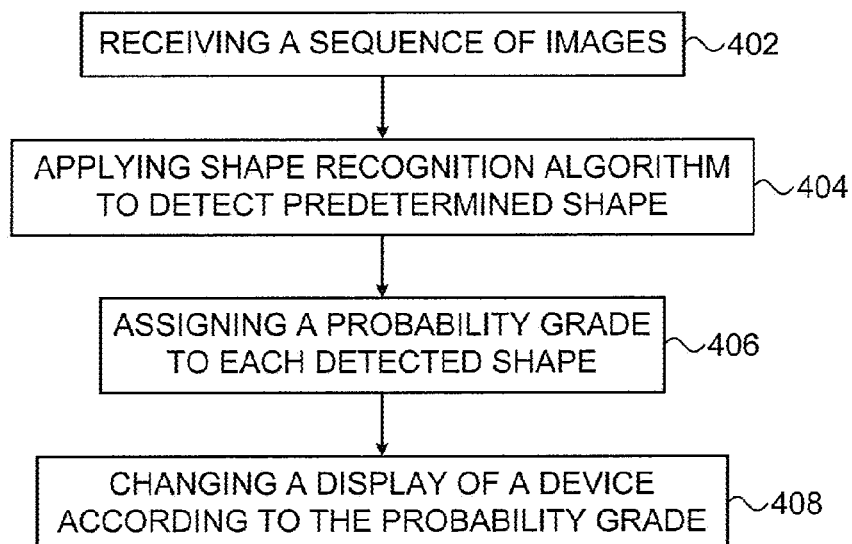 RECEIVING A SEQUENCE OF IMAGES 402
APPLYING SHAPE RECOGNITION ALGORITHM
TO DETECT PREDETERMINED SHAPE 404
ASSIGNING A PROBABILITY GRADE
TO EACH DETECTED SHAPE 406
CHANGING A DISPLAY OF A DEVICE
ACCORDING TO THE PROBABILITY GRADE 408